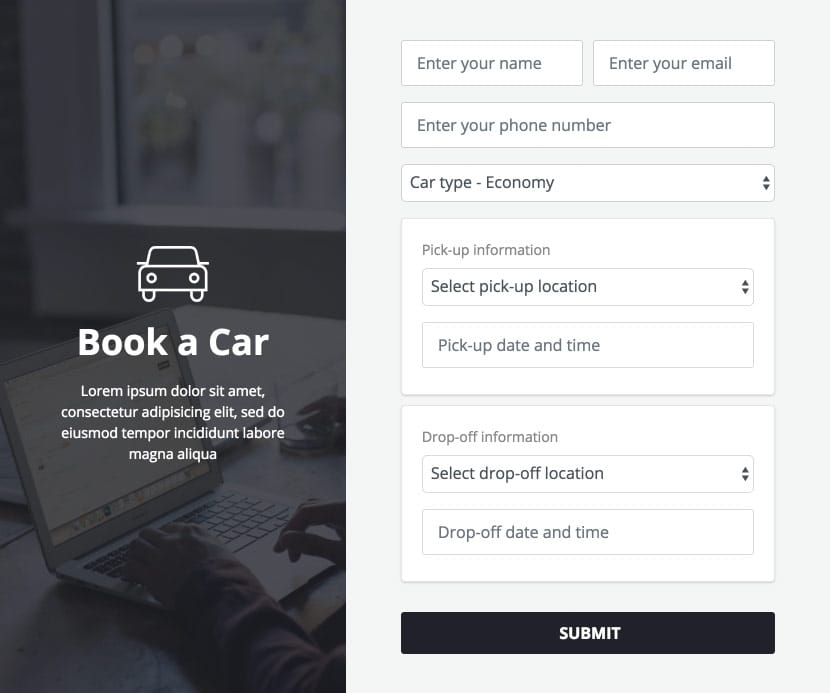 Book a Car
Lorem ipsum dolor sit amet,
consectetur adipisicing elit, sed do
eiusmod tempor incididunt labore
magna aliqua
Enter your name
Enter your email
Enter your phone number
Car type - Economy
Pick-up information
Select pick-up location
Pick-up date and time
Drop-off information
Select drop-off location
Drop-off date and time
SUBMIT